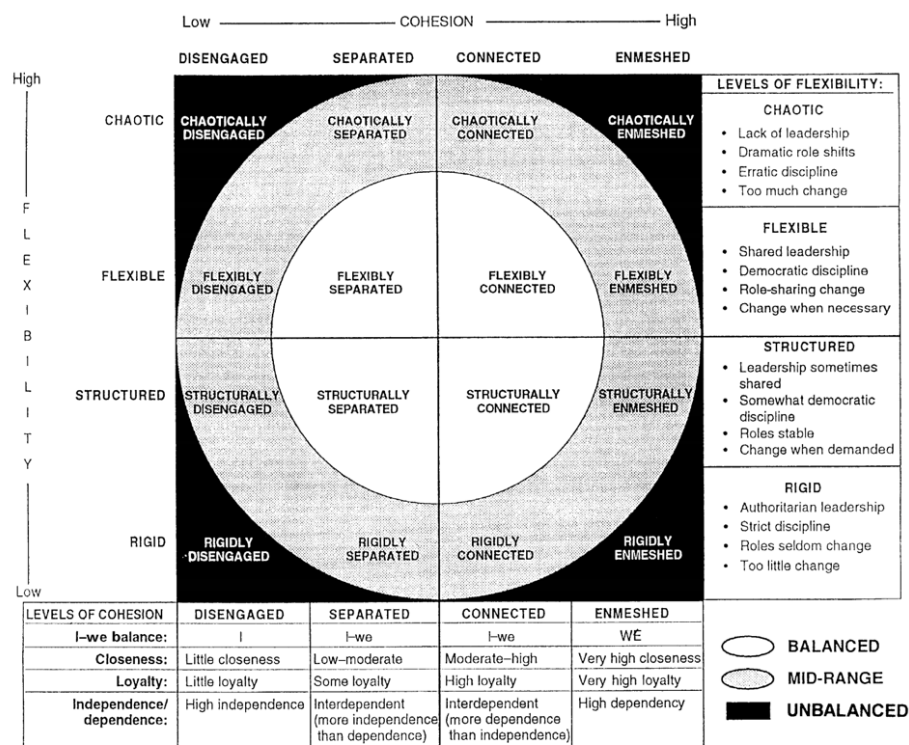 Low COHESION High
DISENGAGED SEPARATED CONNECTED ENMESHED
High
LEVELS OF FLEXIBILITY:
CHAOTIC
CHAOTICALLY DISENGAGED
CHAOTICALLY SEPARATED
CHAOTICALLY CONNECTED
CHAOTICALLY ENMESHED
CHAOTIC
• Lack of leadership
• Dramatic role shifts
• Erratic discipline
• Too much change
FLEXIBILITY
FLEXIBLE
FLEXIBLY DISENGAGED
FLEXIBLY SEPARATED
FLEXIBLY CONNECTED
FLEXIBLY ENMESHED
FLEXIBLE
• Shared leadership
• Democratic discipline
• Role-sharing change
• Change when necessary
STRUCTURED
STRUCTURALLY DISENGAGED
STRUCTURALLY SEPARATED
STRUCTURALLY CONNECTED
STRUCTURALLY ENMESHED
STRUCTURED
• Leadership sometimes
shared
• Somewhat democratic
discipline
• Roles stable
• Change when demanded
RIGID
RIGIDLY DISENGAGED
RIGIDLY SEPARATED
RIGIDLY CONNECTED
RIGIDLY ENMESHED
RIGID
• Authoritarian leadership
• Strict discipline
• Roles seldom change
• Too little change
Low
LEVELS OF COHESION DISENGAGED SEPARATED CONNECTED ENMESHED
I–we balance: I I–we I–we WE
Closeness: Little closeness Low–moderate Moderate–high Very high closeness
Loyalty: Little loyalty Some loyalty High loyalty Very high loyalty
Independence/ dependence: High independence Interdependent (more independence than dependence) Interdependent (more dependence than independence) High dependency
BALANCED
MID-RANGE
UNBALANCED